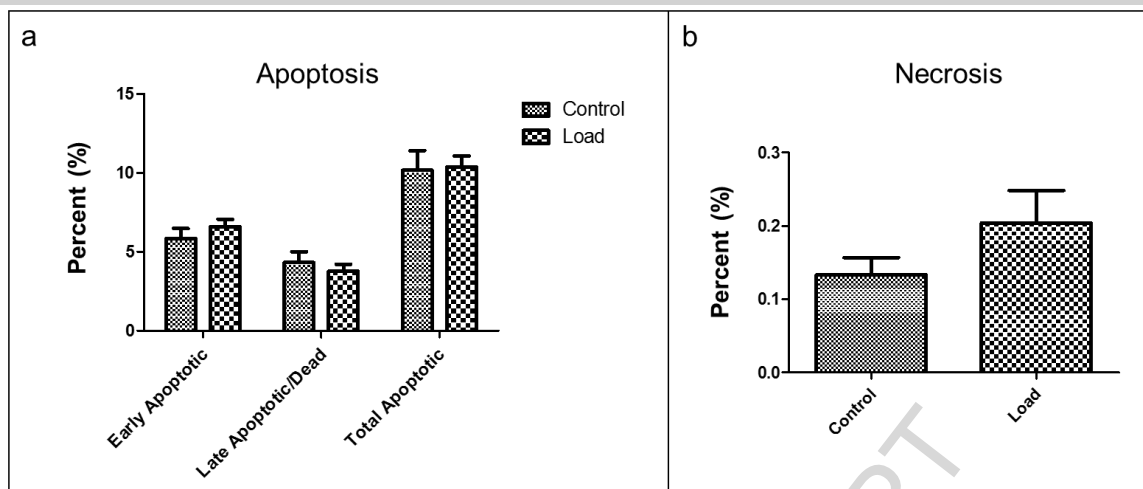 a
Apoptosis
Percent (%)
15
10
5
0
Early Apoptotic
Late Apoptotic/Dead
Total Apoptotic
Control
Load
b
Necrosis
Percent (%)
0.3
0.2
0.1
0.0
Control
Load
PT